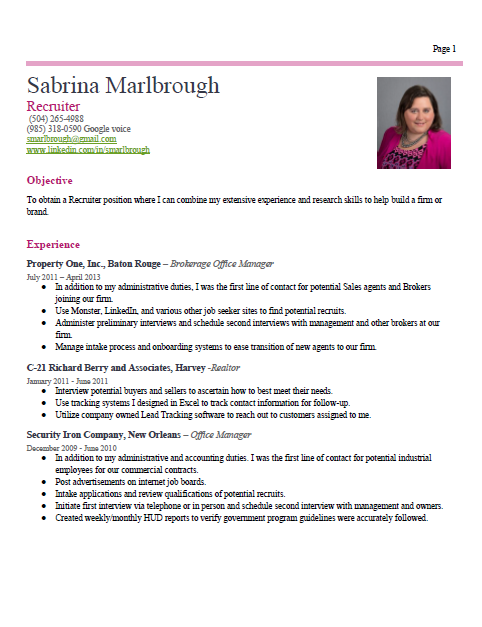 Page 1
Sabrina Marlbrough
Recruiter
(504) 265-4988
(985) 318-0590 Google voice
smarlbrough@gmail.com
www.linkedin.com/in/smarlbrough
Objective
To obtain a Recruiter position where I can combine my extensive experience and research skills to help build a firm or
brand.
Experience
Property One, Inc., Baton Rouge – Brokerage Office Manager
July 2011 – April 2013
● In addition to my administrative duties, I was the first line of contact for potential Sales agents and Brokers
joining our firm.
● Use Monster, LinkedIn, and various other job seeker sites to find potential recruits.
● Administer preliminary interviews and schedule second interviews with management and other brokers at our
firm.
● Manage intake process and onboarding systems to ease transition of new agents to our firm.
C-21 Richard Berry and Associates, Harvey -Realtor
January 2011 - June 2011
● Interview potential buyers and sellers to ascertain how to best meet their needs.
● Use tracking systems I designed in Excel to track contact information for follow-up.
● Utilize company owned Lead Tracking software to reach out to customers assigned to me.
Security Iron Company, New Orleans – Office Manager
December 2009 - June 2010
● In addition to my administrative and accounting duties. I was the first line of contact for potential industrial
employees for our commercial contracts.
● Post advertisements on internet job boards.
● Intake applications and review qualifications of potential recruits.
● Initiate first interview via telephone or in person and schedule second interview with management and owners.
● Created weekly/monthly HUD reports to verify government program guidelines were accurately followed.